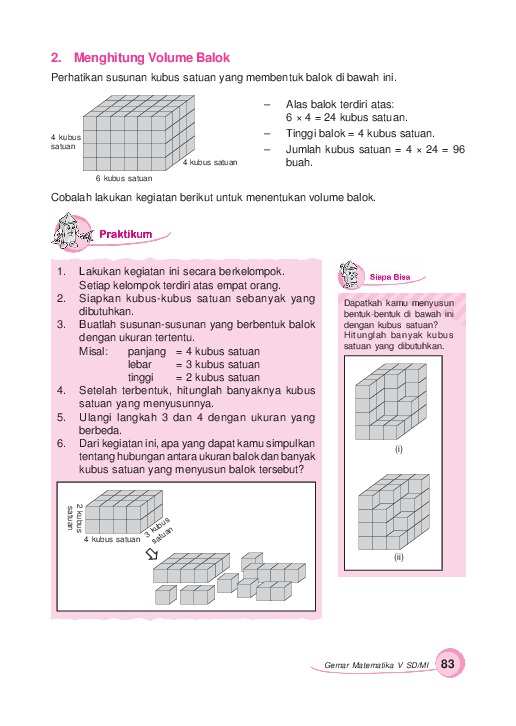 2. Menghitung Volume Balok
Perhatikan susunan kubus satuan yang membentuk balok di bawah ini.
4 kubus
satuan
4 kubus satuan
6 kubus satuan
– Alas balok terdiri atas:
6 × 4 = 24 kubus satuan.
– Tinggi balok = 4 kubus satuan.
– Jumlah kubus satuan = 4 × 24 = 96
buah.
Cobalah lakukan kegiatan berikut untuk menentukan volume balok.
Praktikum
1. Lakukan kegiatan ini secara berkelompok.
Setiap kelompok terdiri atas empat orang.
2. Siapkan kubus-kubus satuan sebanyak yang
dibutuhkan.
3. Buatlah susunan-susunan yang berbentuk balok
dengan ukuran tertentu.
Misal: panjang = 4 kubus satuan
lebar = 3 kubus satuan
tinggi = 2 kubus satuan
4. Setelah terbentuk, hitunglah banyaknya kubus
satuan yang menyusunnya.
5. Ulangi langkah 3 dan 4 dengan ukuran yang
berbeda.
6. Dari kegiatan ini, apa yang dapat kamu simpulkan
tentang hubungan antara ukuran balok dan banyak
kubus satuan yang menyusun balok tersebut?
2 kubus
satuan
4 kubus satuan
3 kubus
satuan
Siapa Bisa
Dapatkah kamu menyusun
bentuk-bentuk di bawah ini
dengan kubus satuan?
Hitunglah banyak kubus
satuan yang dibutuhkan.
(i)
(ii)
Gemar Matematika V SD/MI 83